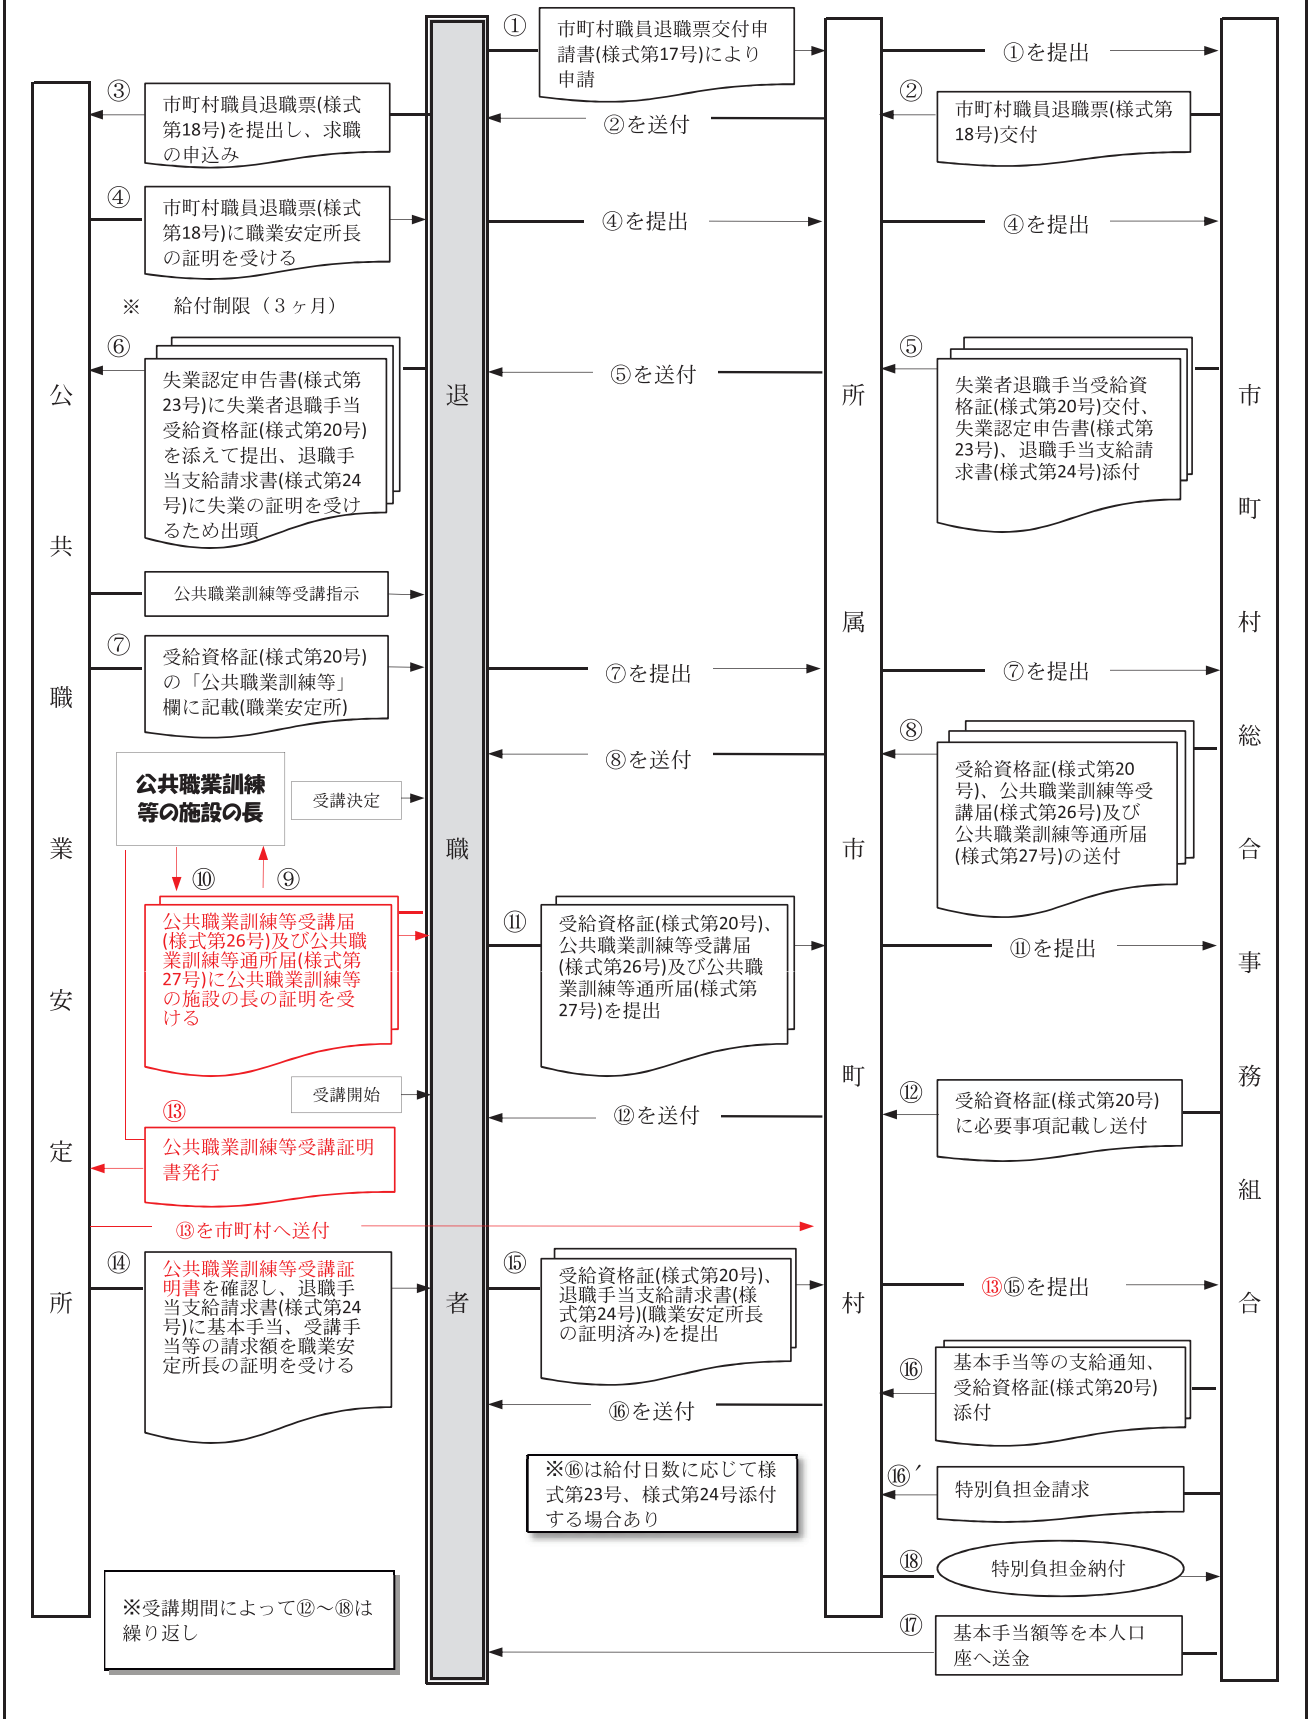 ①
市町村職員退職票交付申
請書(様式第17号)により
申請
①を提出
③
市町村職員退職票(様式
第18号)を提出し、求職
の申込み
②を送付
②
市町村職員退職票(様式第
18号)交付
④
市町村職員退職票(様式
第18号)に職業安定所長
の証明を受ける
④を提出
④を提出
※　給付制限（３ヶ月）
⑥
失業認定申告書(様式第
23号)に失業者退職手当
受給資格証(様式第20号)
を添えて提出、退職手
当支給請求書(様式第24
号)に失業の証明を受け
るため出頭
⑤を送付
⑤
失業者退職手当受給資
格証(様式第20号)交付、
失業認定申告書(様式第
23号)、退職手当支給請
求書(様式第24号)添付
公共職業安定所
退職者
所属市町村
市町村総合事務組合
公共職業訓練等受講指示
⑦
受給資格証(様式第20号)
の「公共職業訓練等」
欄に記載(職業安定所)
⑦を提出
⑦を提出
⑧を送付
⑧
受給資格証(様式第20
号)、公共職業訓練等受
講届(様式第26号)及び
公共職業訓練等通所届
(様式第27号)の送付
公共職業訓練
等の施設の長
受講決定
⑩
⑨
公共職業訓練等受講届
(様式第26号)及び公共職
業訓練等通所届(様式第
27号)に公共職業訓練等
の施設の長の証明を受
ける
⑪
受給資格証(様式第20号)、
公共職業訓練等受講届
(様式第26号)及び公共職
業訓練等通所届(様式第
27号)を提出
⑪を提出
受講開始
⑫を送付
⑫
受給資格証(様式第20号)
に必要事項記載し送付
⑬
公共職業訓練等受講証明
書発行
⑬を市町村へ送付
⑭
公共職業訓練等受講証
明書を確認し、退職手
当支給請求書(様式第24
号)に基本手当、受講手
当等の請求額を職業安
定所長の証明を受ける
⑮
受給資格証(様式第20号)、
退職手当支給請求書(様
式第24号)(職業安定所長
の証明済み)を提出
⑬⑮を提出
⑯を送付
⑯
基本手当等の支給通知、
受給資格証(様式第20号)
添付
※⑯は給付日数に応じて様
式第23号、様式第24号添付
する場合あり
⑯′
特別負担金請求
⑱
特別負担金納付
※受講期間によって⑫～⑱は
繰り返し
⑰
基本手当額等を本人口
座へ送金